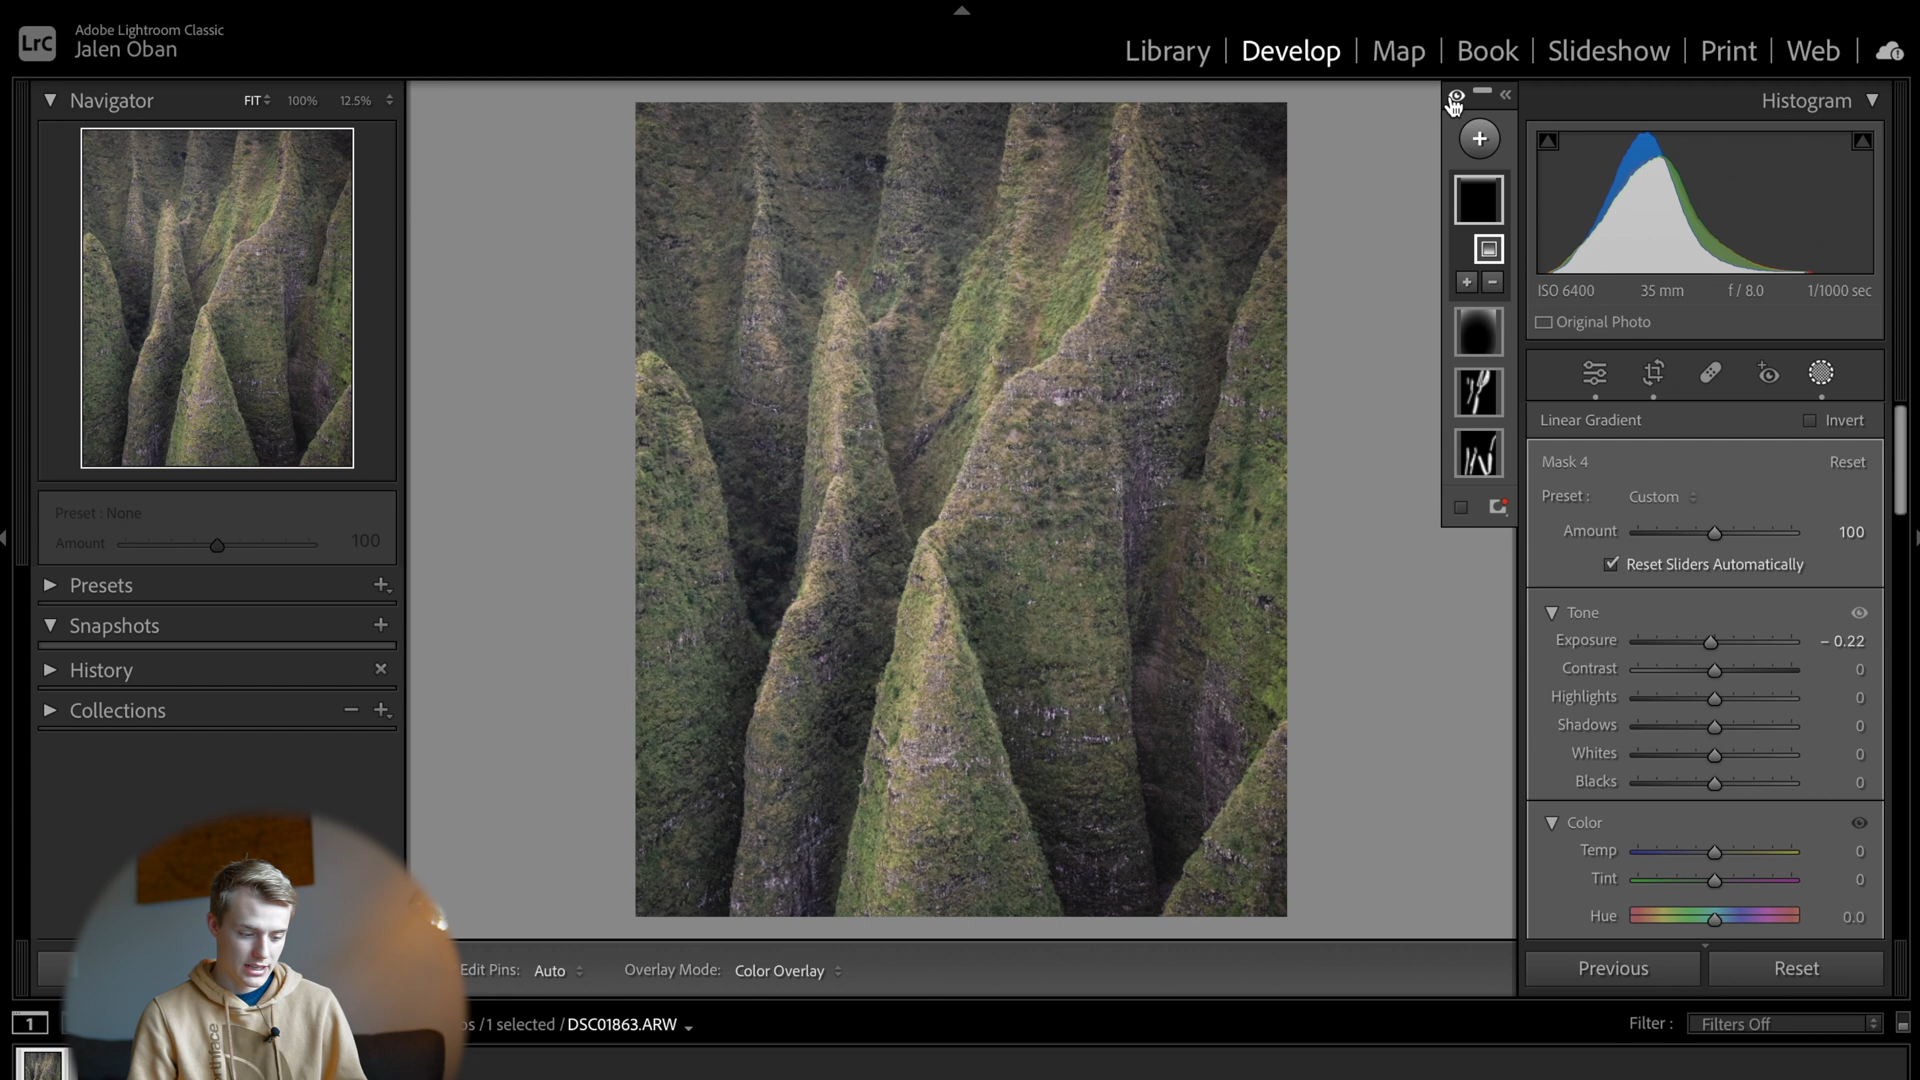 LrC
Adobe Lightroom Classic
Jalen Oban
Library | Develop | Map | Book | Slideshow | Print | Web
Navigator FIT 100% 12.5%
Preset : None
Amount 100
Presets
Snapshots
History
Collections
Edit Pins: Auto Overlay Mode: Color Overlay
Histogram
ISO 6400 35 mm f / 8.0 1/1000 sec
Original Photo
Linear Gradient Invert
Mask 4 Reset
Preset : Custom
Amount 100
Reset Sliders Automatically
Tone
Exposure – 0.22
Contrast 0
Highlights 0
Shadows 0
Whites 0
Blacks 0
Color
Temp 0
Tint 0
Hue 0.0
Previous Reset
1 /1 selected / DSC01863.ARW
Filter : Filters Off